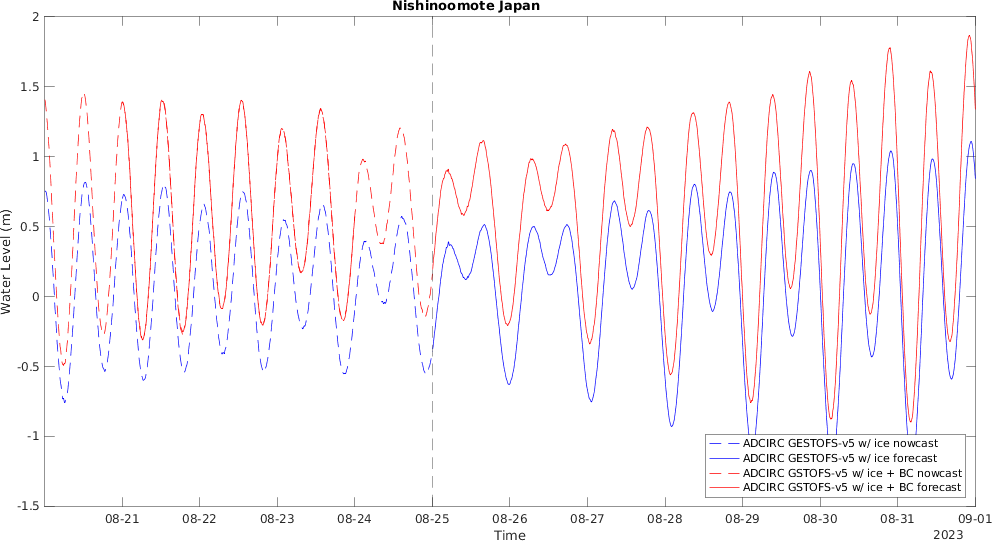 Nishinoomote Japan
2
1.5
1
0.5
0
-0.5
-1
-1.5
Water Level (m)
ADCIRC GESTOFS-v5 w/ ice nowcast
ADCIRC GESTOFS-v5 w/ ice forecast
ADCIRC GSTOFS-v5 w/ ice + BC nowcast
ADCIRC GSTOFS-v5 w/ ice + BC forecast
08-21 08-22 08-23 08-24 08-25 08-26 08-27 08-28 08-29 08-30 08-31 09-01
Time
2023